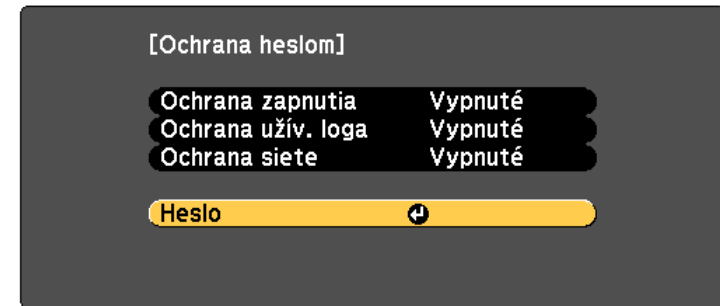 [Ochrana heslom]
Ochrana zapnutia Vypnuté
Ochrana užív. loga Vypnuté
Ochrana siete Vypnuté
Heslo